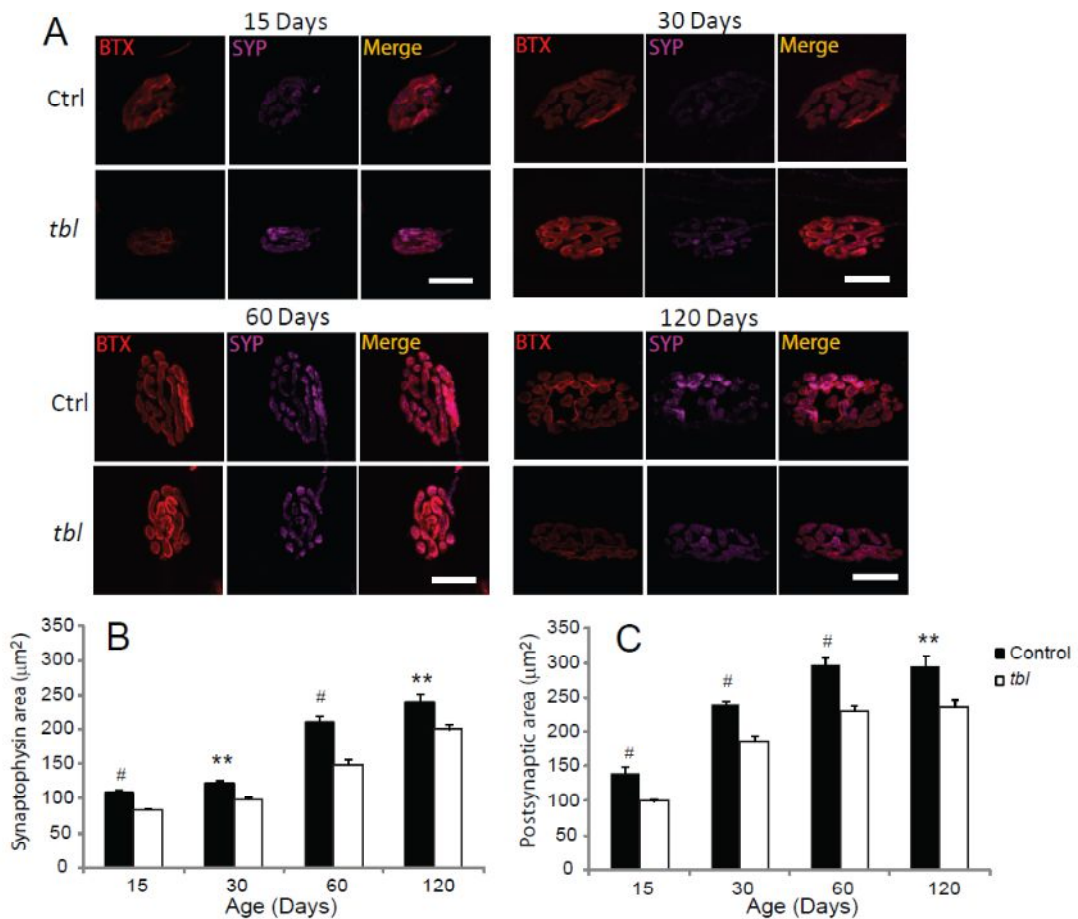 A
15 Days
30 Days
BTX SYP Merge
BTX SYP Merge
Ctrl
tbl
60 Days
120 Days
BTX SYP Merge
BTX SYP Merge
Ctrl
tbl
B
Synaptophysin area (μm²)
350
300
250
200
150
100
50
0
#
**
#
**
15 30 60 120
Age (Days)
C
Postsynaptic area (μm²)
350
300
250
200
150
100
50
0
#
#
#
**
15 30 60 120
Age (Days)
Control
tbl